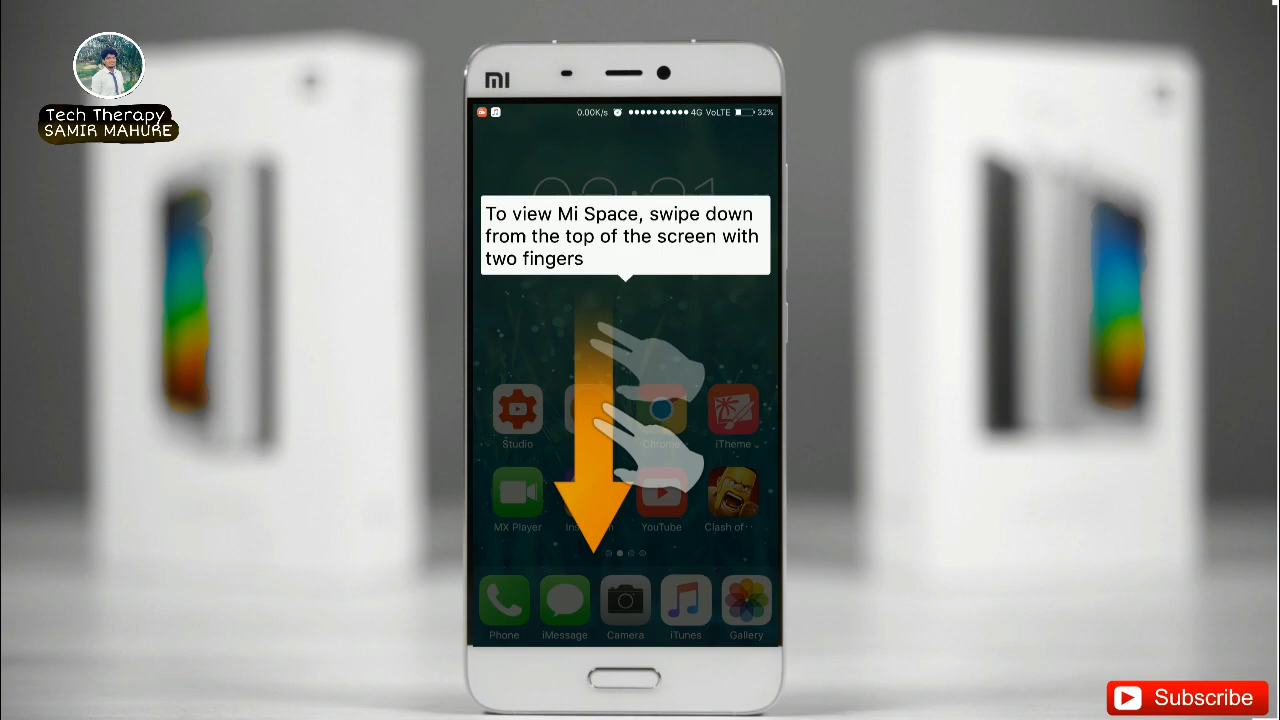 Tech Therapy
SAMIR MAHURE
mi
0.00K/s 4G VoLTE 32%
To view Mi Space, swipe down
from the top of the screen with
two fingers
Studio Chrome iTheme
MX Player YouTube Clash of··
Phone iMessage Camera iTunes Gallery
Subscribe